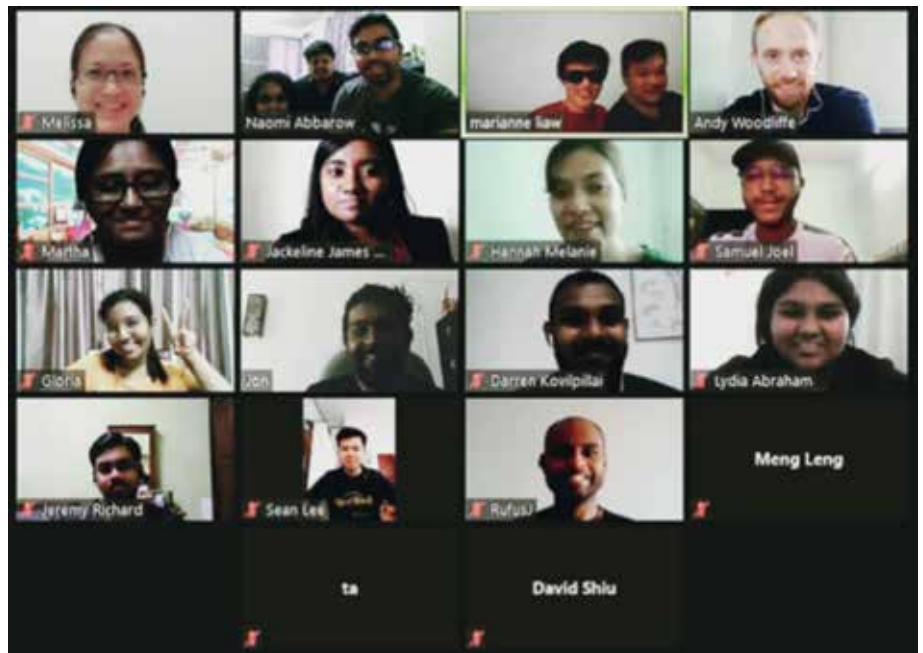 Melissa
Naomi Abbarow
marianne liaw
Andy Woodliffe
Martha
Jackeline James ...
Hannah Melanie
Samuel Joel
Gloria
Jon
Darren Kovilpillai
Lydia Abraham
Jeremy Richard
Sean Lee
RufusJ
Meng Leng
ta
David Shiu